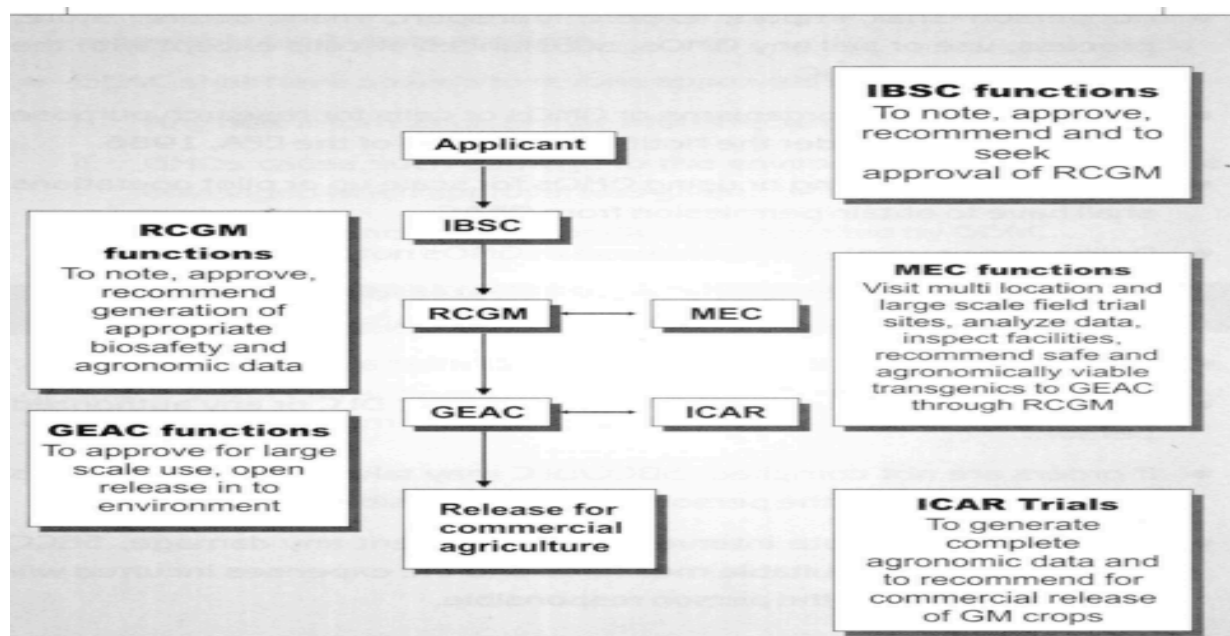 Applicant
IBSC
RCGM
MEC
GEAC
ICAR
Release for
commercial
agriculture
RCGM
functions
To note, approve,
recommend
generation of
appropriate
biosafety and
agronomic data
GEAC functions
To approve for large
scale use, open
release in to
environment
IBSC functions
To note, approve,
recommend and to
seek
approval of RCGM
MEC functions
Visit multi location and
large scale field trial
sites, analyze data,
inspect facilities,
recommend safe and
agronomically viable
transgenics to GEAC
through RCGM
ICAR Trials
To generate
complete
agronomic data and
to recommend for
commercial release
of GM crops